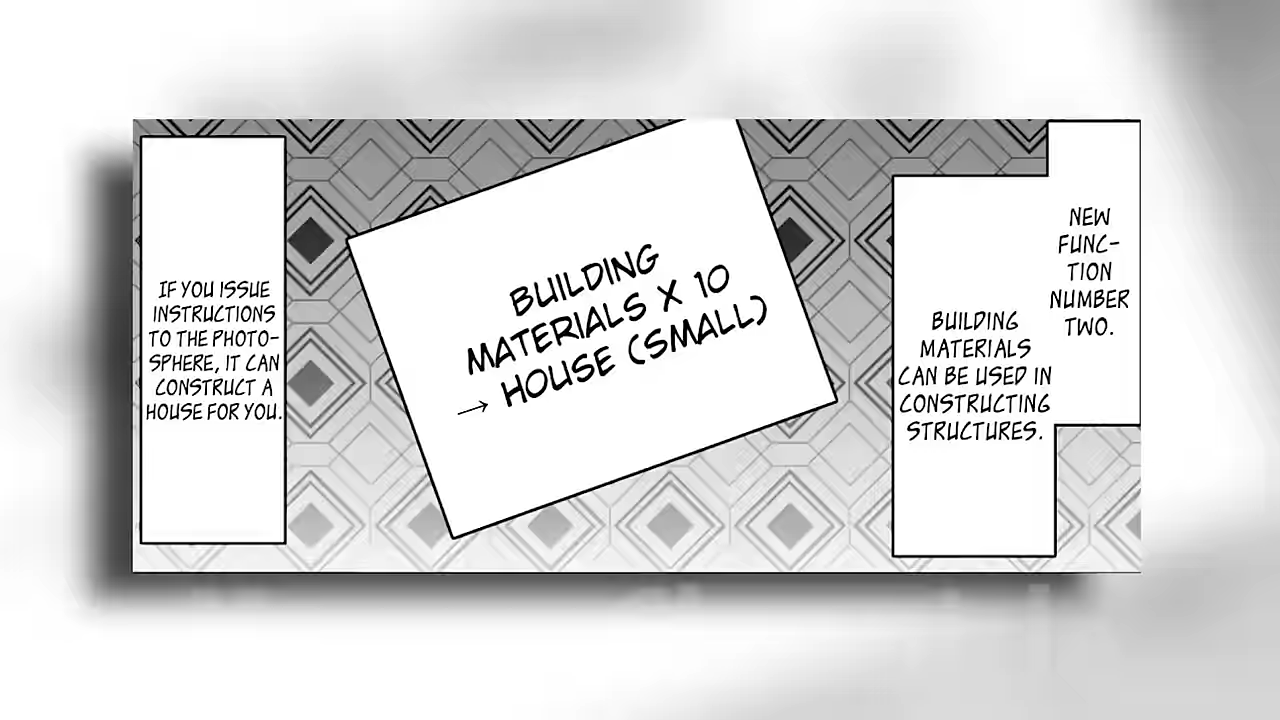 NEW
FUNC-
TION
NUMBER
TWO.
BUILDING
MATERIALS
CAN BE USED IN
CONSTRUCTING
STRUCTURES.
BUILDING
MATERIALS X 10
→ HOUSE (SMALL)
IF YOU ISSUE
INSTRUCTIONS
TO THE PHOTO-
SPHERE, IT CAN
CONSTRUCT A
HOUSE FOR YOU.